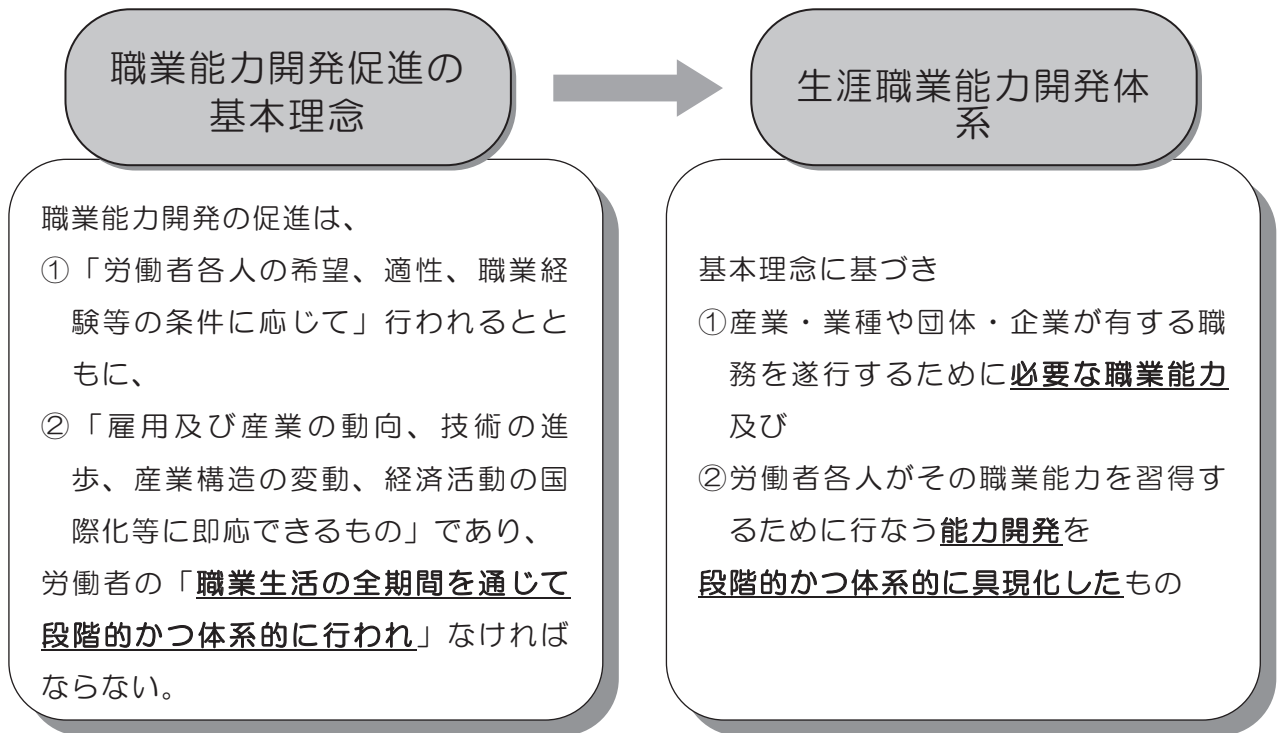 職業能力開発促進の
基本理念
職業能力開発の促進は、
①「労働者各人の希望、適性、職業経
験等の条件に応じて」行われるとと
もに、
②「雇用及び産業の動向、技術の進
歩、産業構造の変動、経済活動の国
際化等に即応できるもの」であり、
労働者の「職業生活の全期間を通じて
段階的かつ体系的に行われ」なければ
ならない。
生涯職業能力開発体
系
基本理念に基づき
①産業・業種や団体・企業が有する職
務を遂行するために必要な職業能力
及び
②労働者各人がその職業能力を習得す
るために行なう能力開発を
段階的かつ体系的に具現化したもの